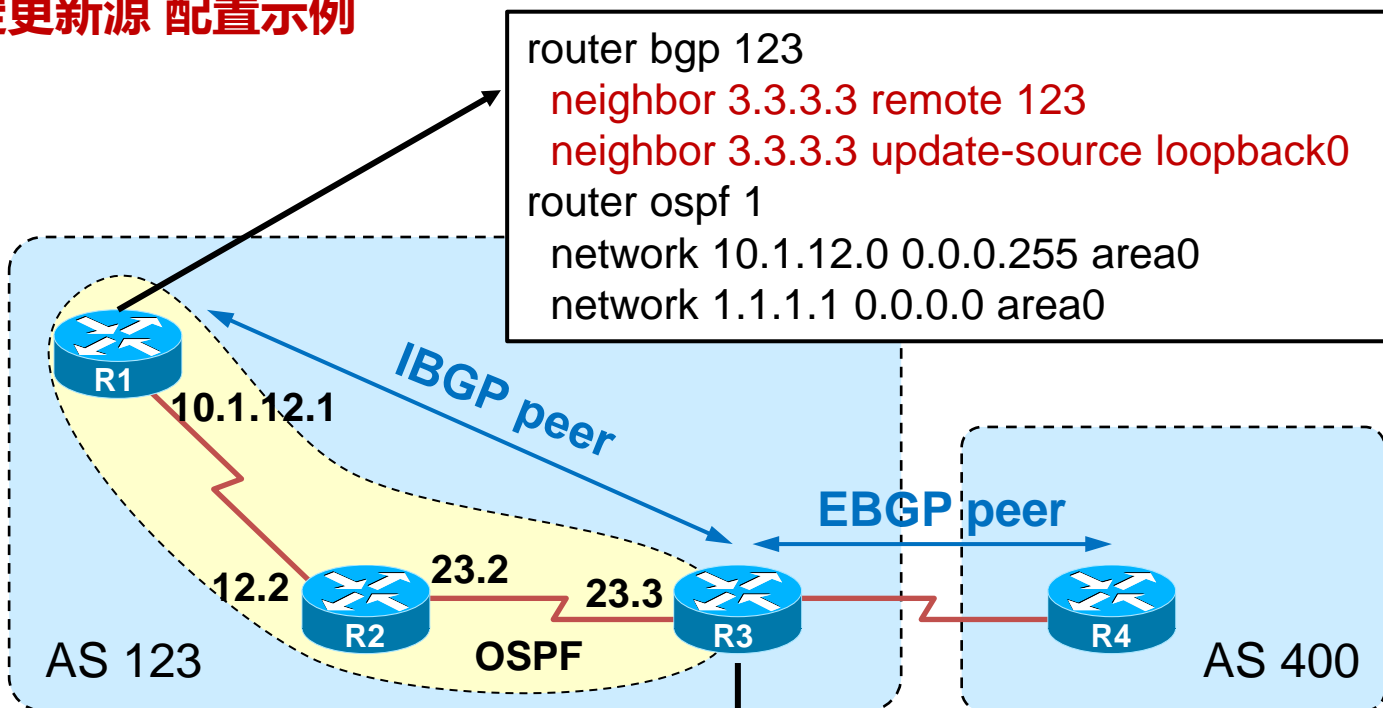 更新源 配置示例
router bgp 123
neighbor 3.3.3.3 remote 123
neighbor 3.3.3.3 update-source loopback0
router ospf 1
network 10.1.12.0 0.0.0.255 area0
network 1.1.1.1 0.0.0.0 area0
R1
10.1.12.1
IBGP peer
EBGP peer
12.2
23.2
23.3
R2
R3
R4
OSPF
AS 123
AS 400